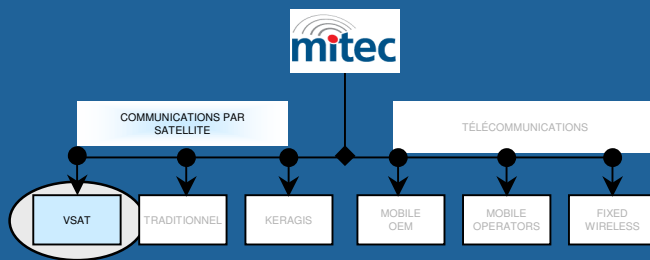 mitec
COMMUNICATIONS PAR
SATELLITE
TÉLÉCOMMUNICATIONS
VSAT
TRADITIONNEL
KERAGIS
MOBILE
OEM
MOBILE
OPERATORS
FIXED
WIRELESS